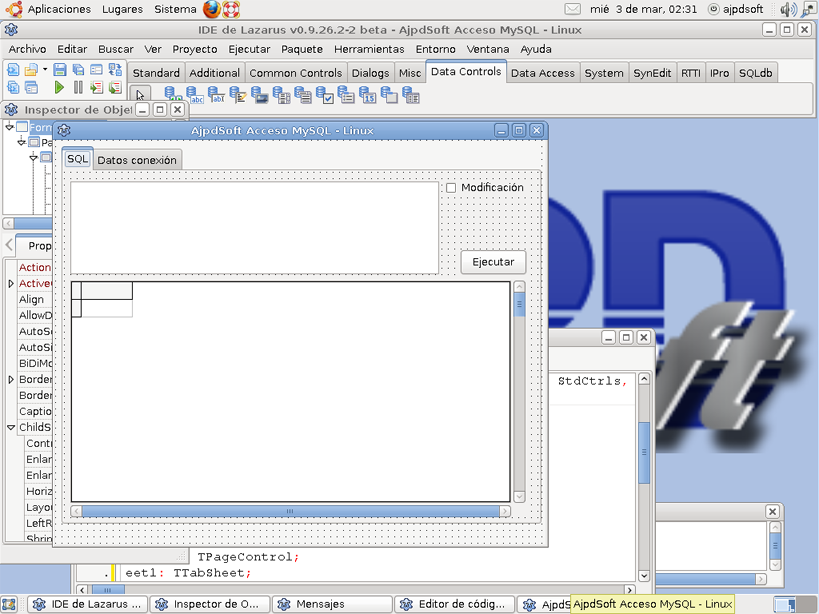 Aplicaciones Lugares Sistema mié 3 de mar, 02:31 ajpdsoft
IDE de Lazarus v0.9.26.2-2 beta - AjpdSoft Acceso MySQL - Linux
Archivo Editar Buscar Ver Proyecto Ejecutar Paquete Herramientas Entorno Ventana Ayuda
Standard Additional Common Controls Dialogs Misc Data Controls Data Access System SynEdit RTTI IPro SQLdb
Inspector de Objet
Form
Pa
AjpdSoft Acceso MySQL - Linux
SQL Datos conexión
Modificación
Ejecutar
Prop
Action
Active
Align
AllowD
AutoSc
AutoSi
BiDiMo
Border
Border
Captio
ChildS
Contr
Enlar
Enlar
Horiz
Layou
LeftR
Shrin
StdCtrls,
TPageControl;
eet1: TTabSheet;
D
ft
IDE de Lazarus ... Inspector de O... Mensajes Editor de códig... AjpdS
AjpdSoft Acceso MySQL - Linux